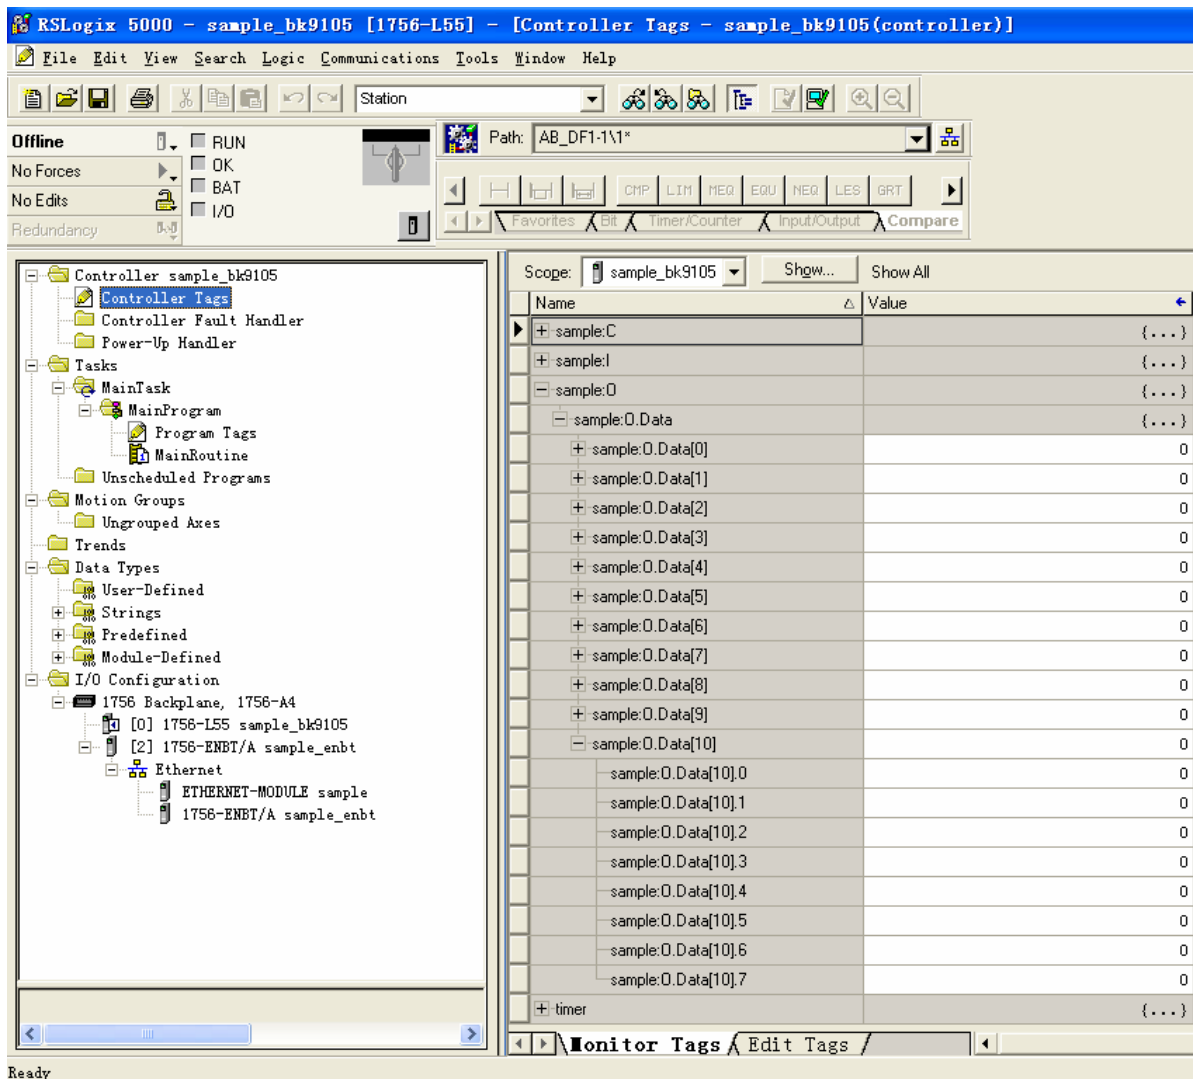 RSLogix 5000 - sample_bk9105 [1756-L55] - [Controller Tags - sample_bk9105(controller)]
File Edit View Search Logic Communications Tools Window Help
Station
Offline
RUN
No Forces
OK
No Edits
BAT
Redundancy
I/O
Path: AB_DF1-1\1*
CMP LIM MEQ EQU NEQ LES GRT
Favorites Bit Timer/Counter Input/Output Compare
Controller sample_bk9105
Controller Tags
Controller Fault Handler
Power-Up Handler
Tasks
MainTask
MainProgram
Program Tags
MainRoutine
Unscheduled Programs
Motion Groups
Ungrouped Axes
Trends
Data Types
User-Defined
Strings
Predefined
Module-Defined
I/O Configuration
1756 Backplane, 1756-A4
[0] 1756-L55 sample_bk9105
[2] 1756-ENBT/A sample_enbt
Ethernet
ETHERNET-MODULE sample
1756-ENBT/A sample_enbt
Scope: sample_bk9105 Show... Show All
Name Value
sample:C {...}
sample:I {...}
sample:O {...}
sample:O.Data {...}
sample:O.Data[0] 0
sample:O.Data[1] 0
sample:O.Data[2] 0
sample:O.Data[3] 0
sample:O.Data[4] 0
sample:O.Data[5] 0
sample:O.Data[6] 0
sample:O.Data[7] 0
sample:O.Data[8] 0
sample:O.Data[9] 0
sample:O.Data[10] 0
sample:O.Data[10].0 0
sample:O.Data[10].1 0
sample:O.Data[10].2 0
sample:O.Data[10].3 0
sample:O.Data[10].4 0
sample:O.Data[10].5 0
sample:O.Data[10].6 0
sample:O.Data[10].7 0
timer {...}
Monitor Tags Edit Tags
Ready